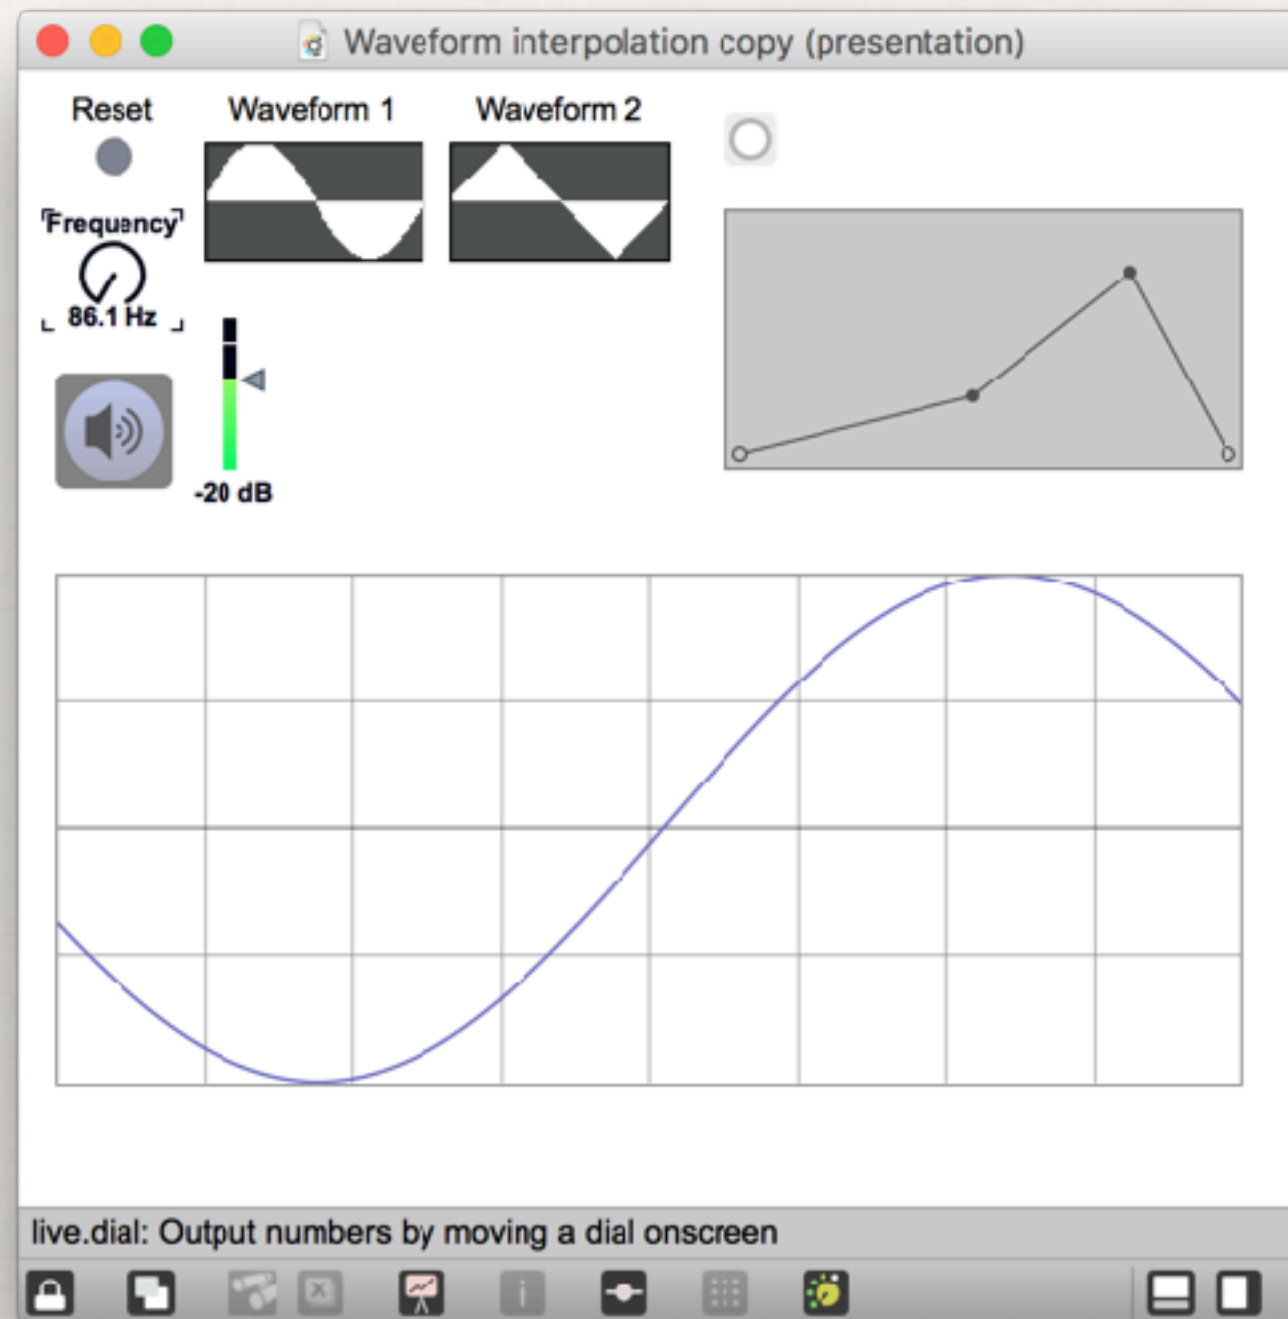 Waveform interpolation copy (presentation)
Reset
Waveform 1
Waveform 2
Frequency
86.1 Hz
-20 dB
live.dial: Output numbers by moving a dial onscreen